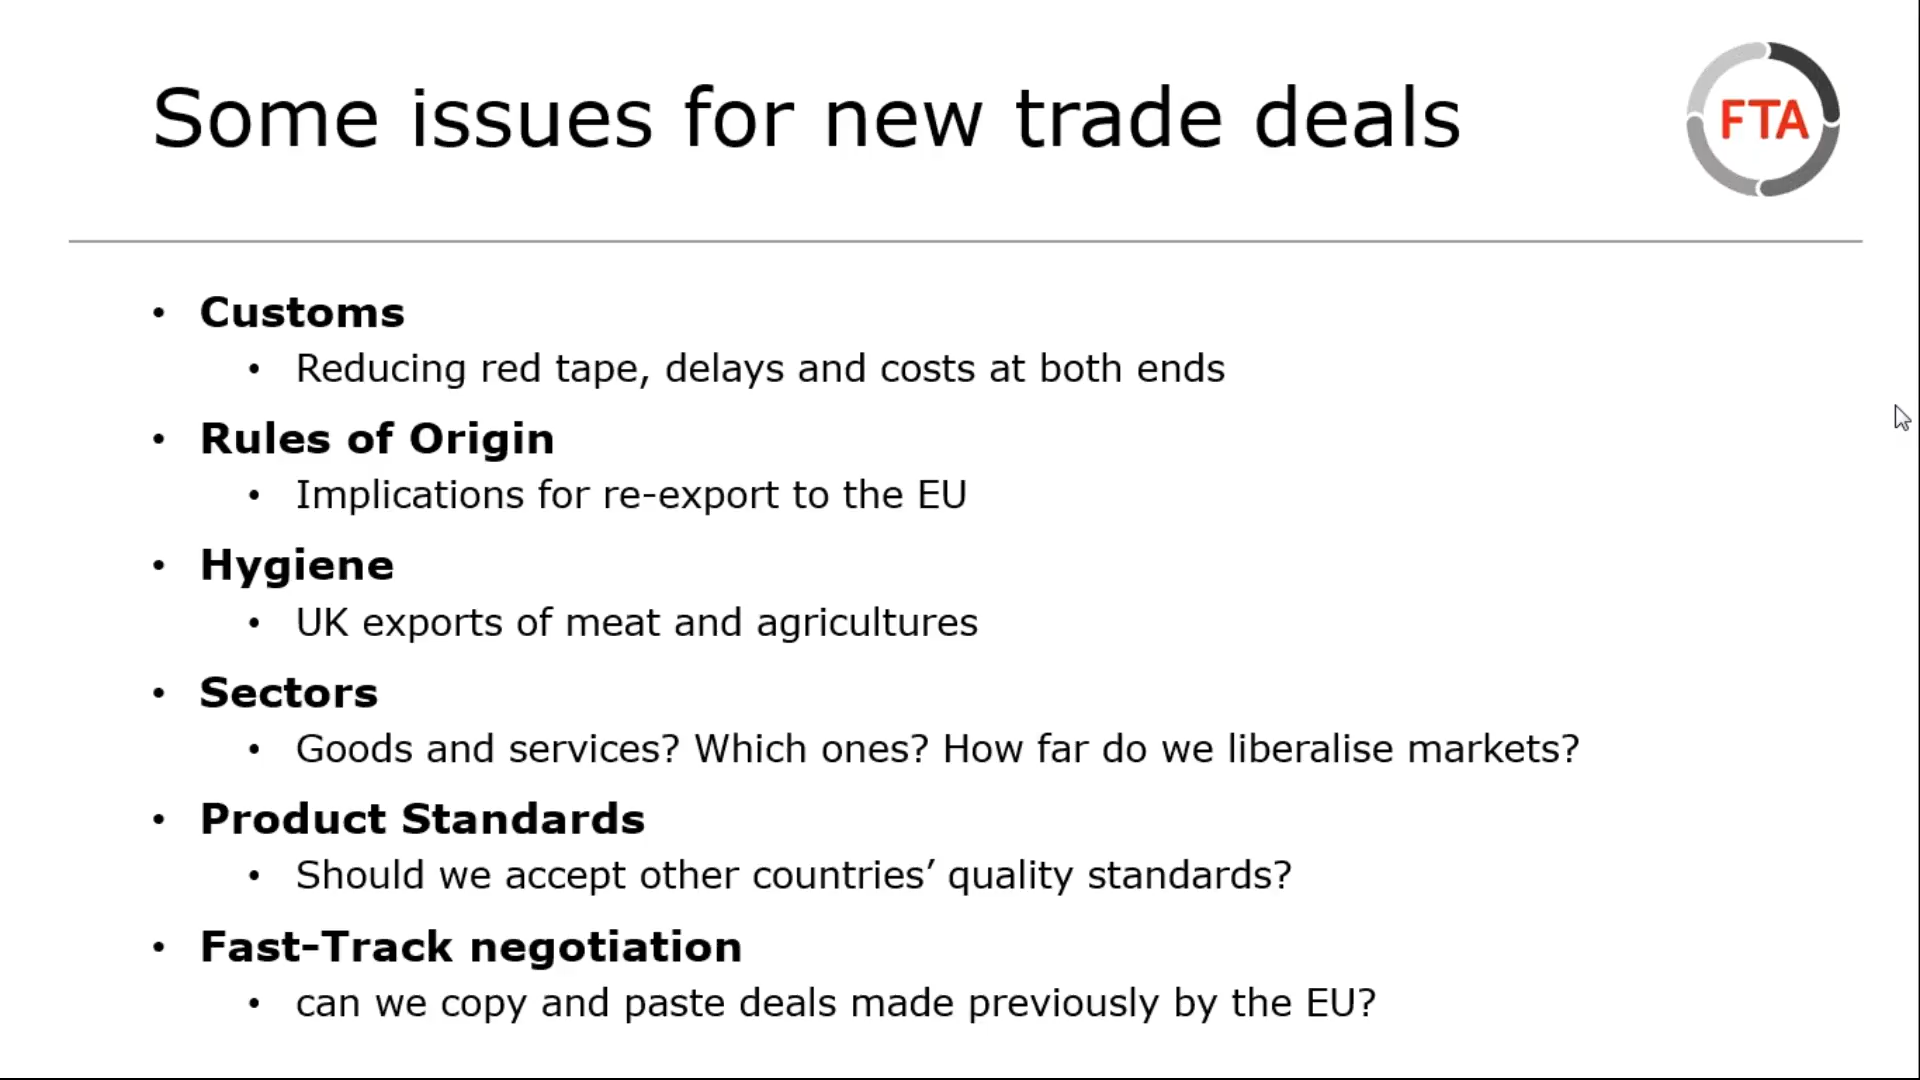 Some issues for new trade deals
FTA
• Customs
• Reducing red tape, delays and costs at both ends
• Rules of Origin
• Implications for re-export to the EU
• Hygiene
• UK exports of meat and agricultures
• Sectors
• Goods and services? Which ones? How far do we liberalise markets?
• Product Standards
• Should we accept other countries’ quality standards?
• Fast-Track negotiation
• can we copy and paste deals made previously by the EU?